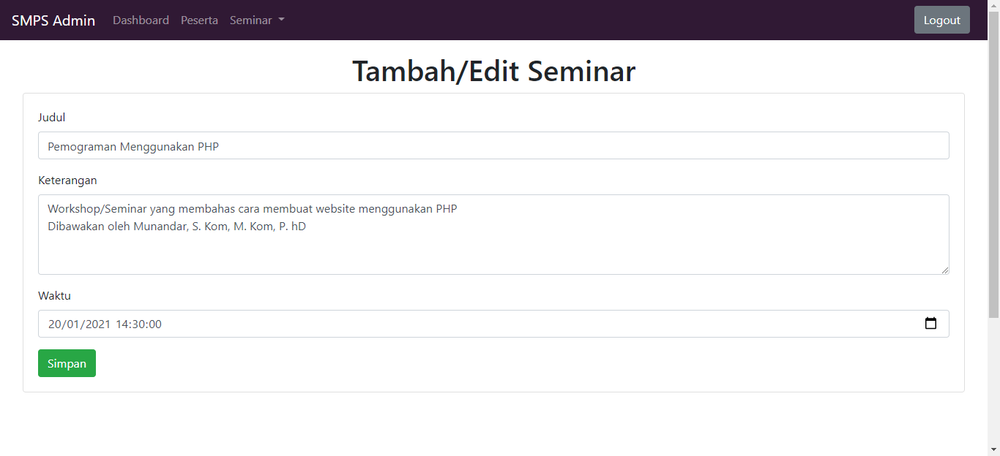 SMPS Admin Dashboard Peserta Seminar Logout
Tambah/Edit Seminar
Judul
Pemograman Menggunakan PHP
Keterangan
Workshop/Seminar yang membahas cara membuat website menggunakan PHP
Dibawakan oleh Munandar, S. Kom, M. Kom, P. hD
Waktu
20/01/2021 14:30:00
Simpan